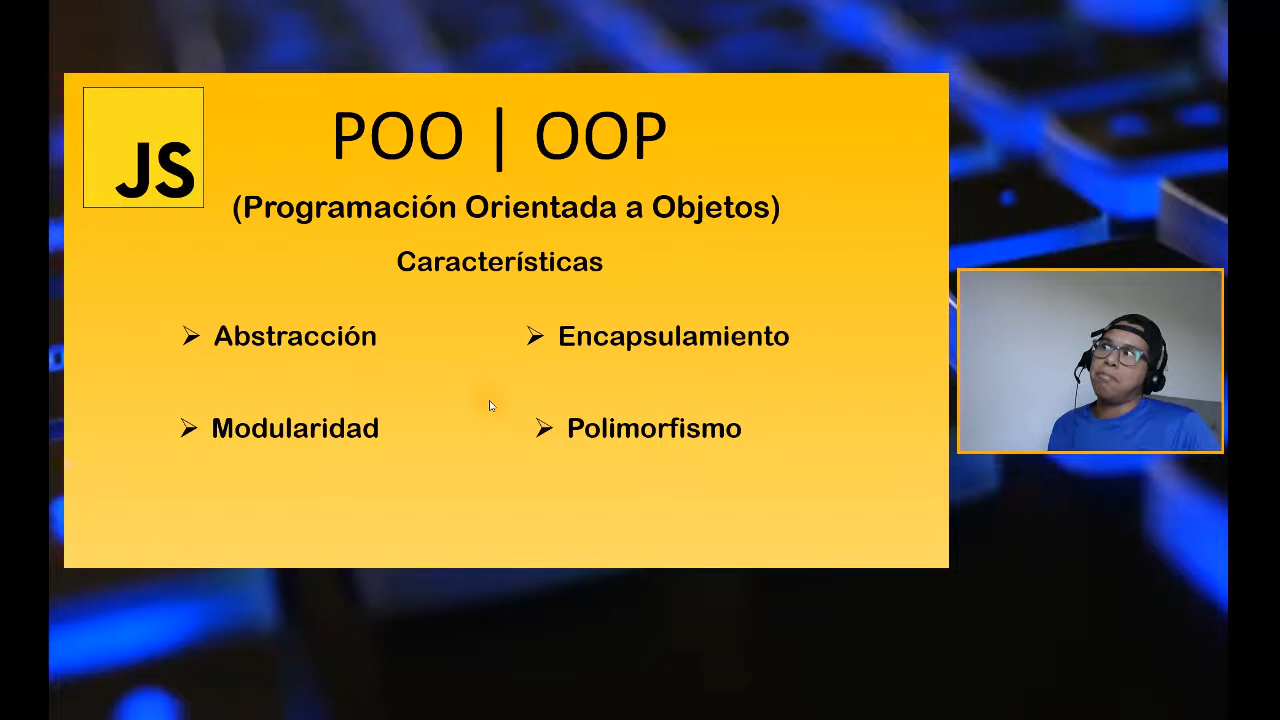 JS
POO | OOP
(Programación Orientada a Objetos)
Características
Abstracción
Encapsulamiento
Modularidad
Polimorfismo